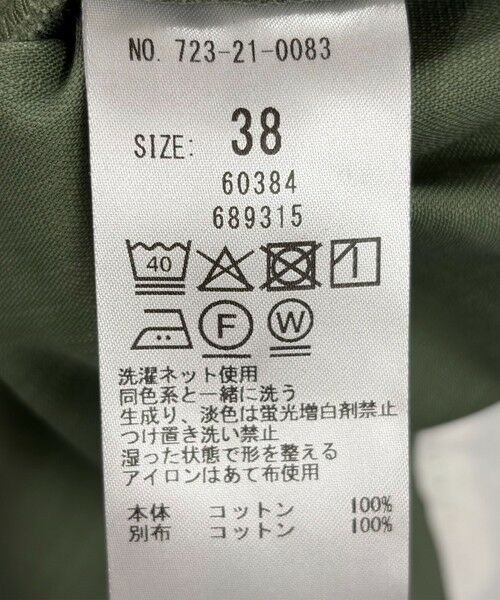 NO. 723-21-0083
SIZE: 38
60384
689315
40
F W
洗濯ネット使用
同色系と一緒に洗う
生成り、淡色は蛍光増白剤禁止
つけ置き洗い禁止
湿った状態で形を整える
アイロンはあて布使用
本体 コットン 100%
別布 コットン 100%